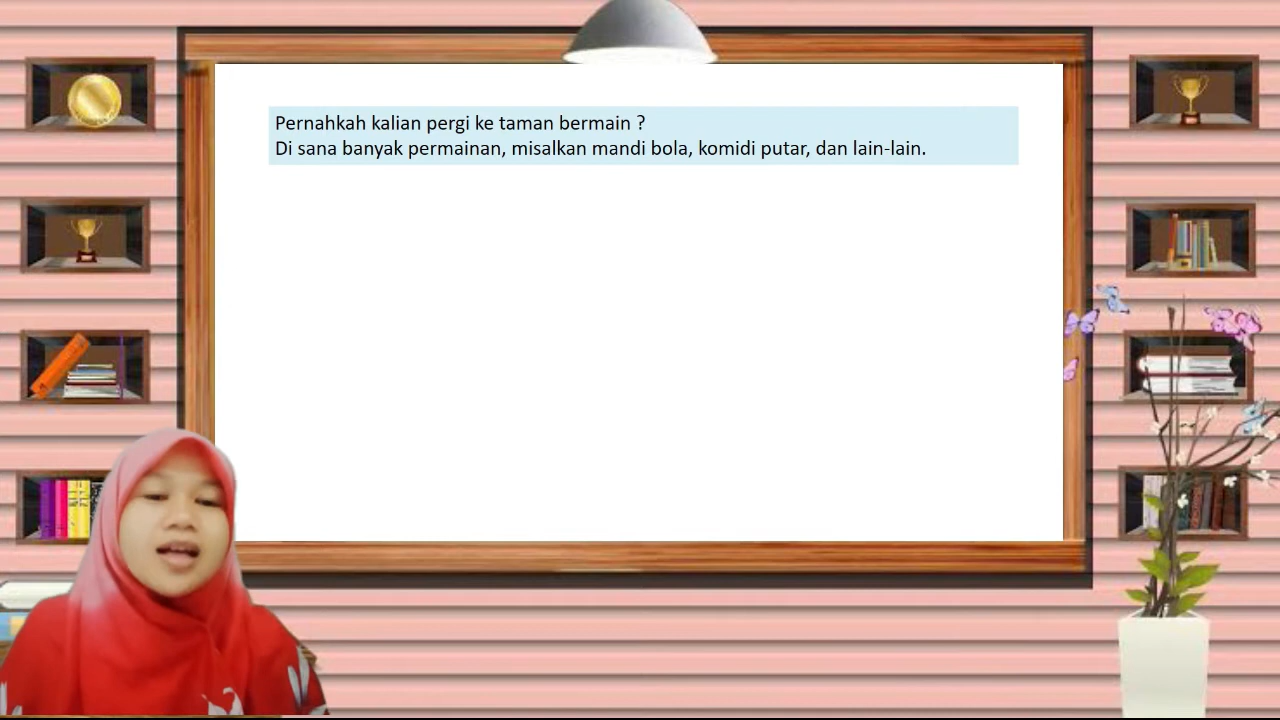 Pernahkah kalian pergi ke taman bermain ?
Di sana banyak permainan, misalkan mandi bola, komidi putar, dan lain-lain.